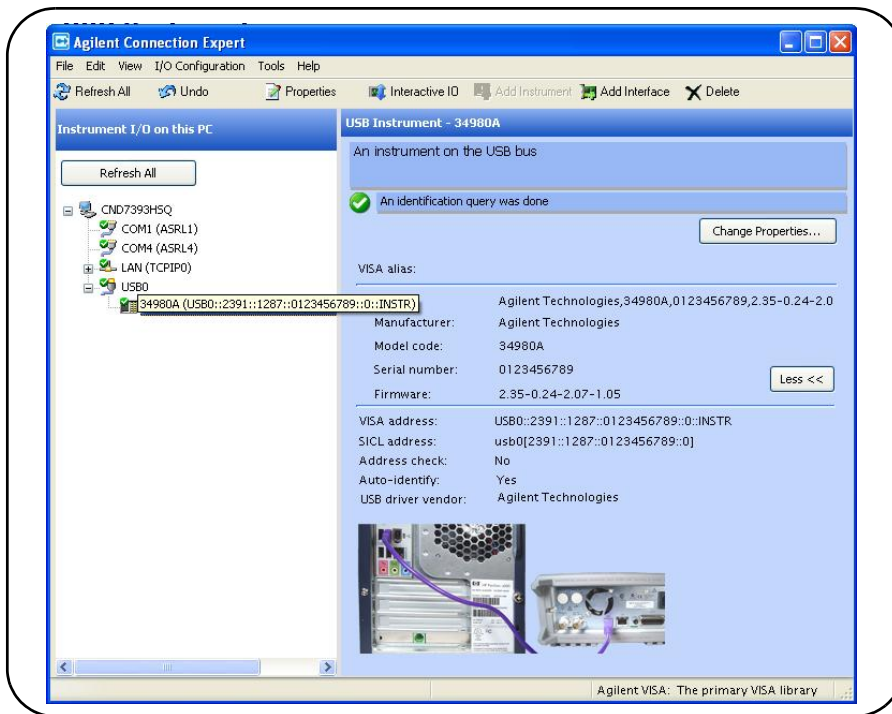 Agilent Connection Expert
File Edit View I/O Configuration Tools Help
Refresh All Undo Properties Interactive IO Add Instrument Add Interface Delete
Instrument I/O on this PC
Refresh All
CND7393H5Q
COM1 (ASRL1)
COM4 (ASRL4)
LAN (TCPIP0)
USB0
34980A (USB0::2391::1287::0123456789::0::INSTR)
USB Instrument - 34980A
An instrument on the USB bus
An identification query was done
Change Properties...
VISA alias:
Agilent Technologies,34980A,0123456789,2.35-0.24-2.0
Manufacturer: Agilent Technologies
Model code: 34980A
Serial number: 0123456789
Less <<
Firmware: 2.35-0.24-2.07-1.05
VISA address: USB0::2391::1287::0123456789::0::INSTR
SICL address: usb0[2391::1287::0123456789::0]
Address check: No
Auto-identify: Yes
USB driver vendor: Agilent Technologies
Agilent VISA: The primary VISA library